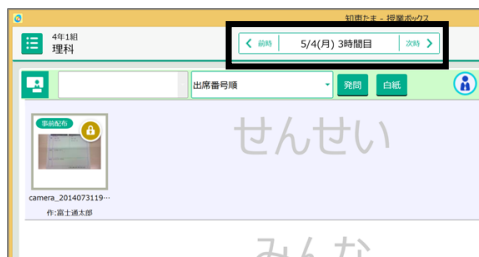 知恵たま - 授業ボックス
4年1組
理科
前時 5/4(月) 3時間目 次時
出席番号順 発問 白紙
事前配布
せんせい
camera_2014073119…
作:富士通太郎
みんな